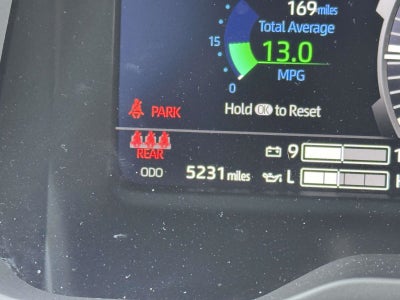 169 miles
Total Average
15
13.0
MPG
0
Hold OK to Reset
PARK
REAR
9
ODO 5231 miles
L
H